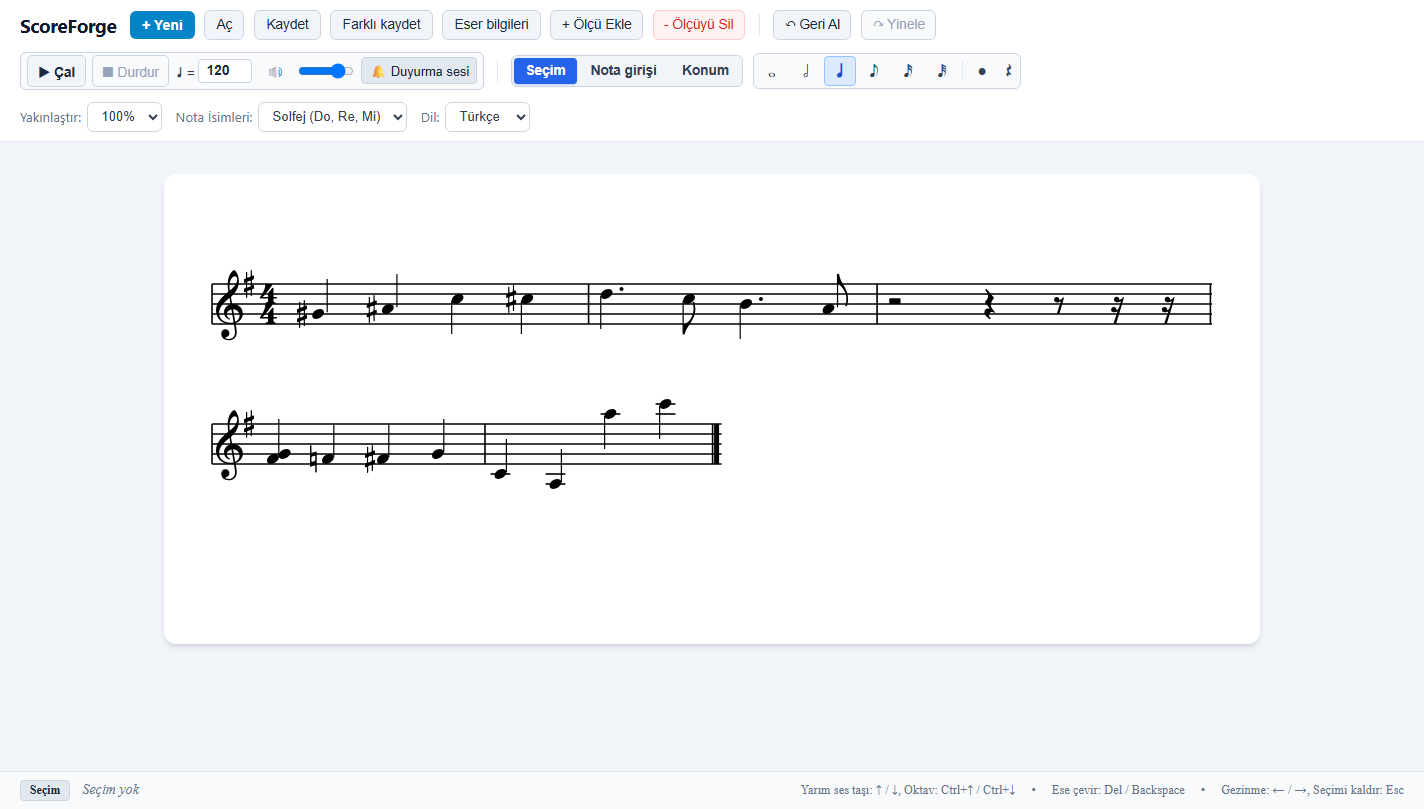 ScoreForge + Yeni Aç Kaydet Farklı kaydet Eser bilgileri + Ölçü Ekle - Ölçüyü Sil ↶ Geri Al ↷ Yinele
▶ Çal ■ Durdur ♩ = 120 🔊 🔔 Duyurma sesi Seçim Nota girişi Konum
Yakınlaştır: 100% Nota İsimleri: Solfej (Do, Re, Mi) Dil: Türkçe
4
4
Seçim Seçim yok Yarım ses taşı: ↑ / ↓, Oktav: Ctrl+↑ / Ctrl+↓ • Ese çevir: Del / Backspace • Gezinme: ← / →, Seçimi kaldır: Esc